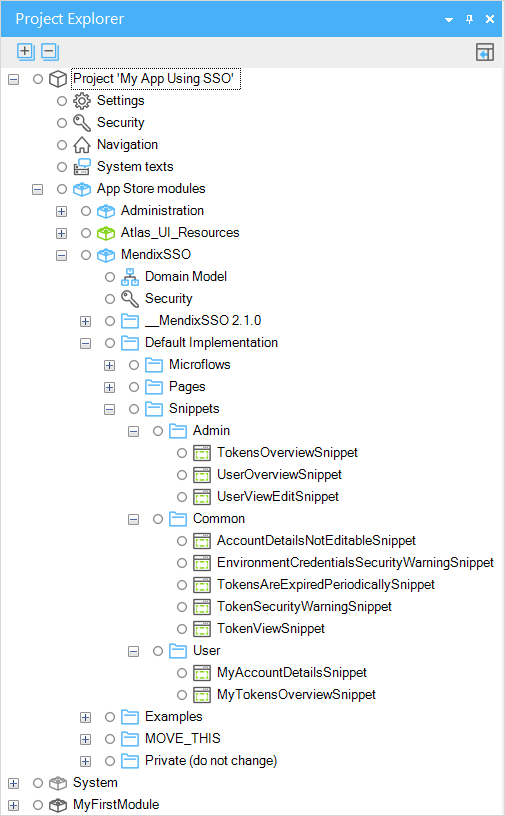 Project Explorer
Project 'My App Using SSO'
Settings
Security
Navigation
System texts
App Store modules
Administration
Atlas_UI_Resources
MendixSSO
Domain Model
Security
__MendixSSO 2.1.0
Default Implementation
Microflows
Pages
Snippets
Admin
TokensOverviewSnippet
UserOverviewSnippet
UserViewEditSnippet
Common
AccountDetailsNotEditableSnippet
EnvironmentCredentialsSecurityWarningSnippet
TokensAreExpiredPeriodicallySnippet
TokenSecurityWarningSnippet
TokenViewSnippet
User
MyAccountDetailsSnippet
MyTokensOverviewSnippet
Examples
MOVE_THIS
Private (do not change)
System
MyFirstModule